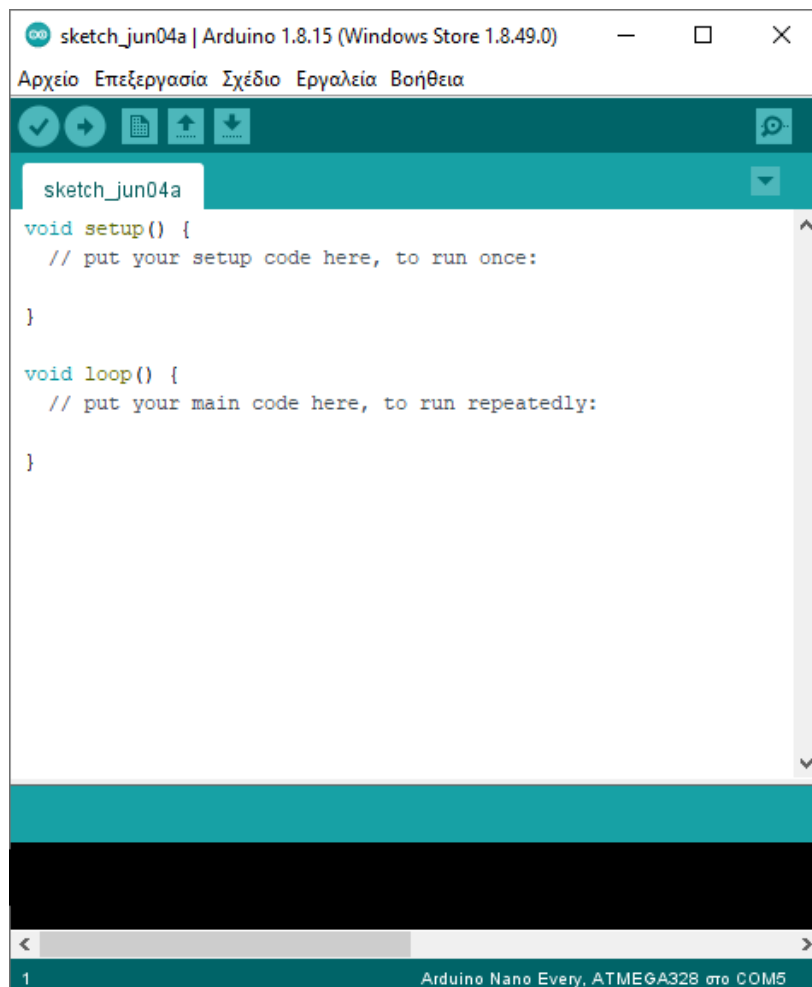 sketch_jun04a | Arduino 1.8.15 (Windows Store 1.8.49.0)
Αρχείο Επεξεργασία Σχέδιο Εργαλεία Βοήθεια
sketch_jun04a
void setup() {
  // put your setup code here, to run once:
}
void loop() {
  // put your main code here, to run repeatedly:
}
1 Arduino Nano Every, ATMEGA328 στο COM5